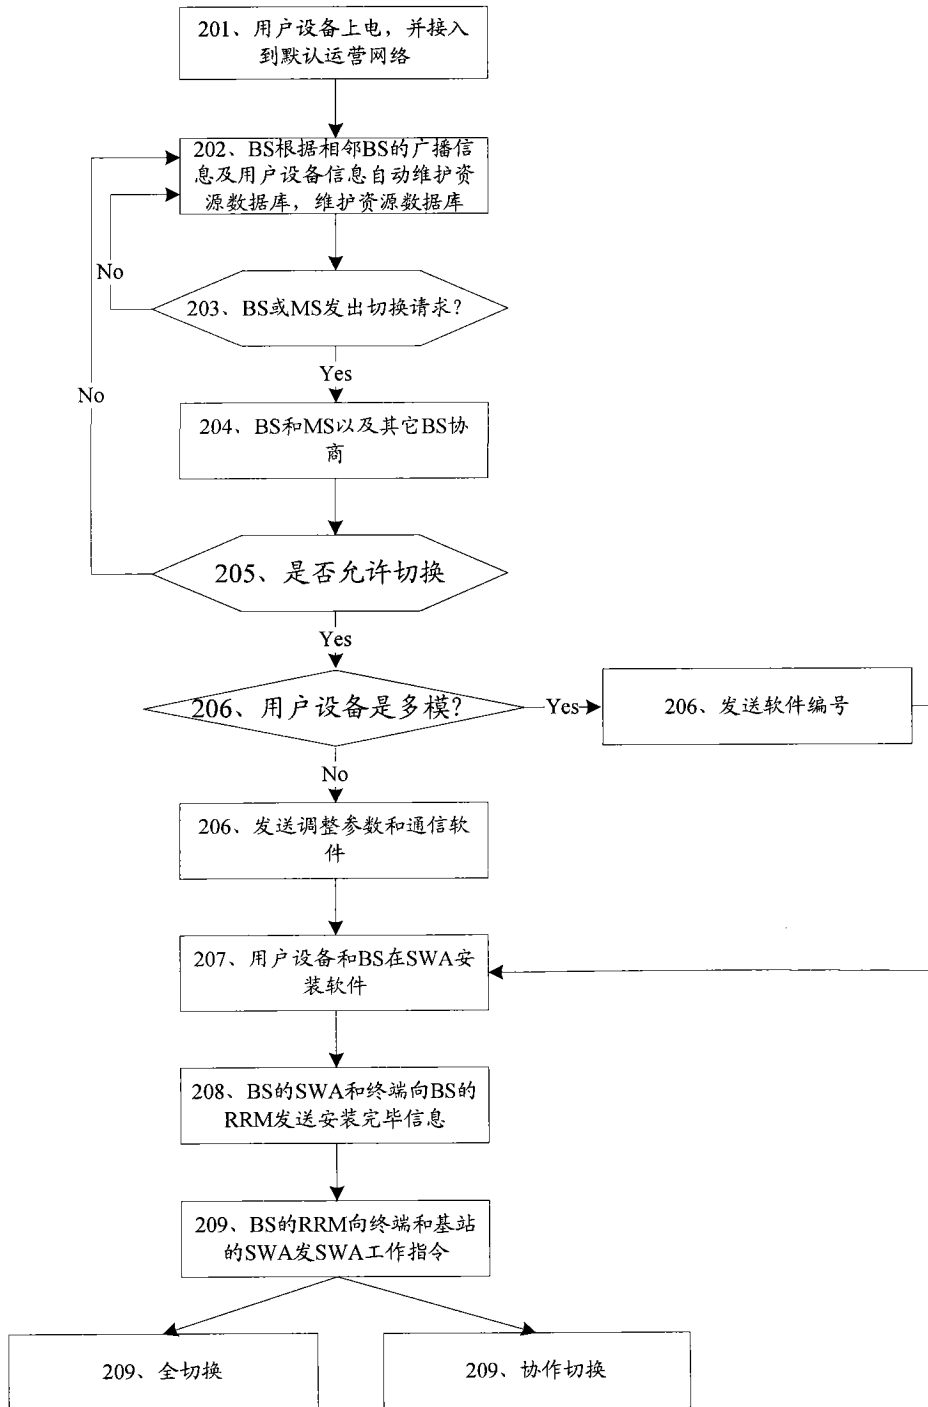 201、用户设备上电，并接入
到默认运营网络
202、BS根据相邻BS的广播信
息及用户设备信息自动维护资
源数据库，维护资源数据库
No
203、BS或MS发出切换请求？
Yes
No
204、BS和MS以及其它BS协
商
205、是否允许切换
Yes
206、用户设备是多模？
Yes
206、发送软件编号
No
206、发送调整参数和通信软
件
207、用户设备和BS在SWA安
装软件
208、BS的SWA和终端向BS的
RRM发送安装完毕信息
209、BS的RRM向终端和基站
的SWA发SWA工作指令
209、全切换
209、协作切换